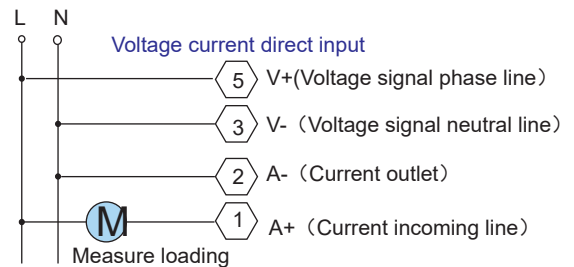 L N
Voltage current direct input
5 V+(Voltage signal phase line）
3 V-（Voltage signal neutral line）
2 A-（Current outlet）
M 1 A+（Current incoming line）
Measure loading